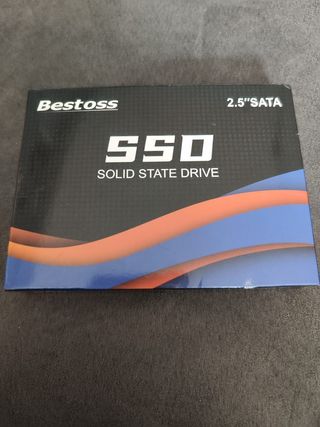 Bestoss
2.5"SATA
SSD
SOLID STATE DRIVE